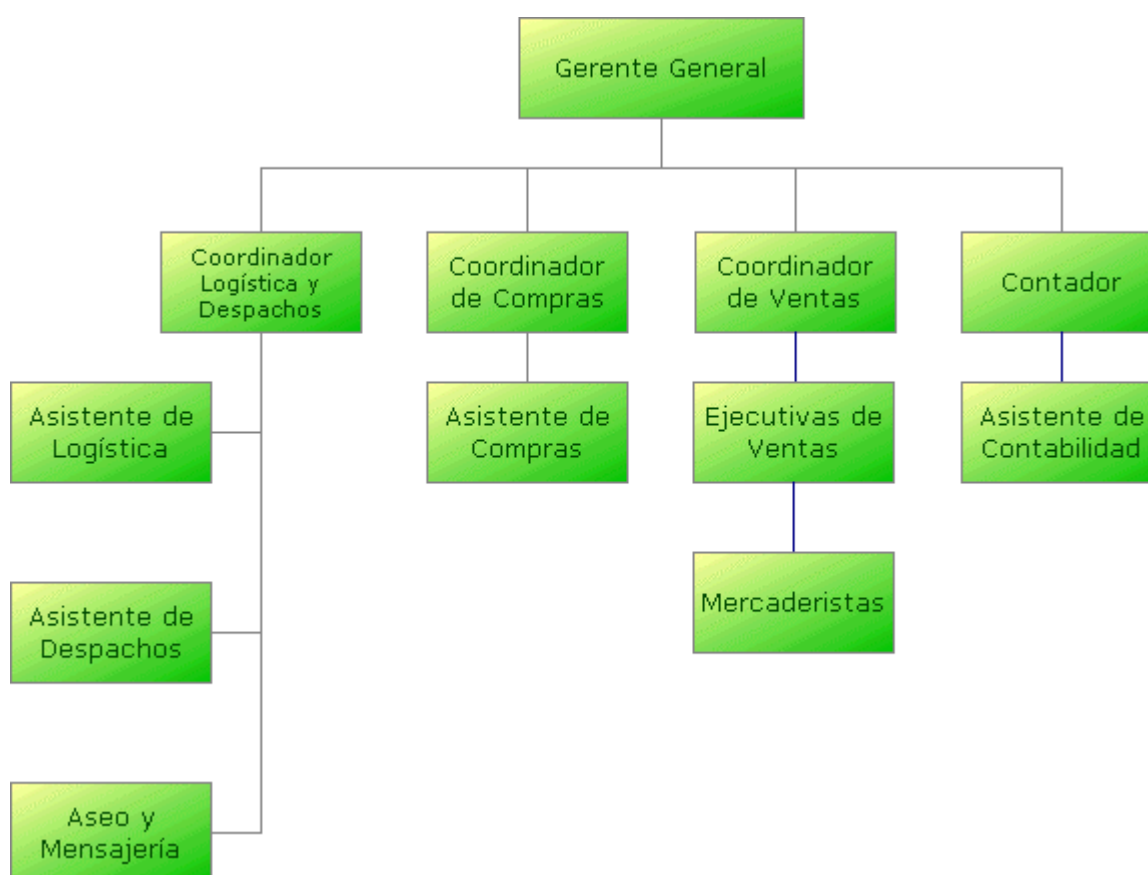 Gerente General
Coordinador
Logística y
Despachos
Coordinador
de Compras
Coordinador
de Ventas
Contador
Asistente de
Logística
Asistente de
Compras
Ejecutivas de
Ventas
Asistente de
Contabilidad
Mercaderistas
Asistente de
Despachos
Aseo y
Mensajería